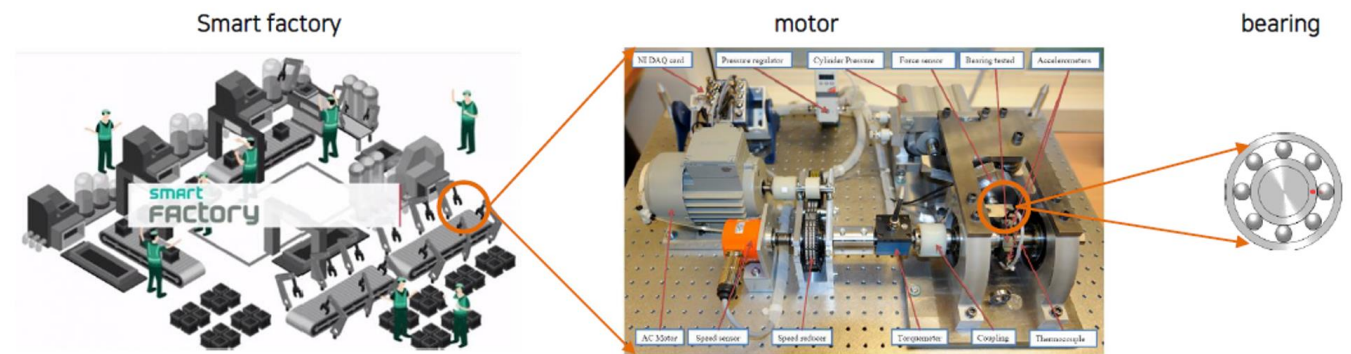 Smart factory
motor
bearing
NI DAQ card
Pressure regulator
Cylinder Pressure
Force sensor
Bearing tested
Accelerometers
SMART
FACTORY
AC Motor
Speed sensor
Speed reducer
Torquemeter
Coupling
Thermocouple